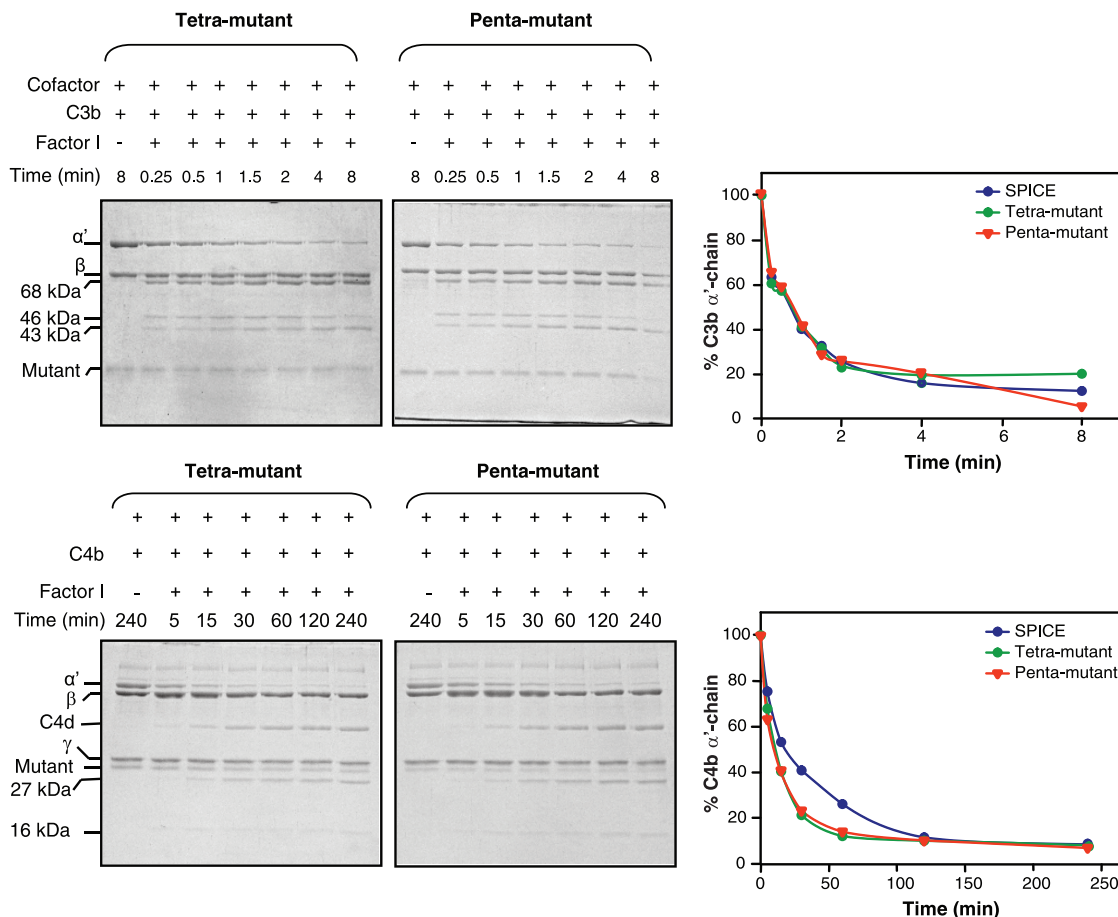 Tetra-mutant Penta-mutant
Cofactor + + + + + + + + + + + + + + + +
C3b + + + + + + + + + + + + + + + +
Factor I - + + + + + + + - + + + + + + +
Time (min) 8 0.25 0.5 1 1.5 2 4 8 8 0.25 0.5 1 1.5 2 4 8
α’
β
68 kDa
46 kDa
43 kDa
Mutant
100
80
60
40
20
0
% C3b α’-chain
SPICE
Tetra-mutant
Penta-mutant
0 2 4 6 8
Time (min)
Tetra-mutant Penta-mutant
+ + + + + + + + + + + + + +
C4b + + + + + + + + + + + + + +
Factor I - + + + + + + - + + + + + +
Time (min) 240 5 15 30 60 120 240 240 5 15 30 60 120 240
α’
β
C4d
γ
Mutant
27 kDa
16 kDa
100
80
60
40
20
0
% C4b α’-chain
SPICE
Tetra-mutant
Penta-mutant
0 50 100 150 200 250
Time (min)